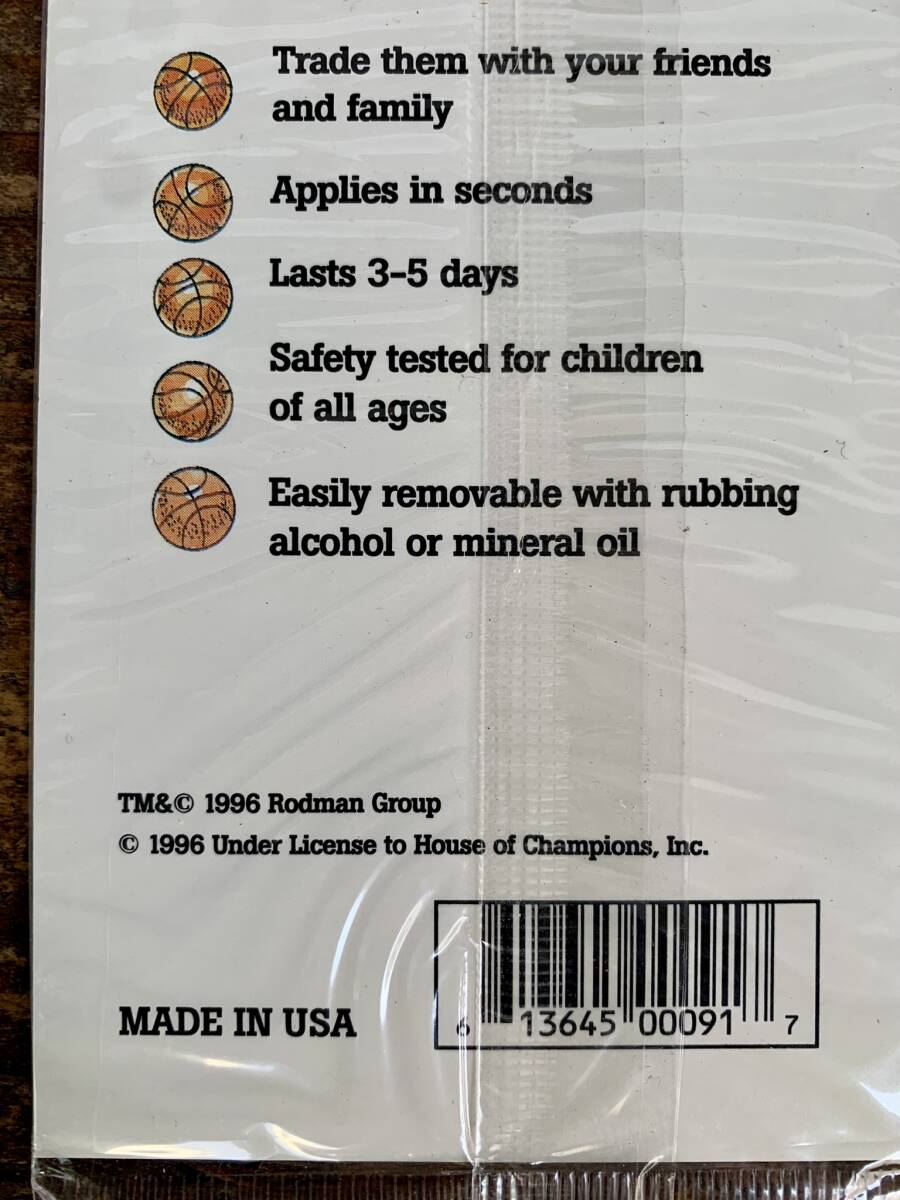 Trade them with your friends
and family
Applies in seconds
Lasts 3-5 days
Safety tested for children
of all ages
Easily removable with rubbing
alcohol or mineral oil
TM&© 1996 Rodman Group
© 1996 Under License to House of Champions, Inc.
MADE IN USA
6 13645 00091 7